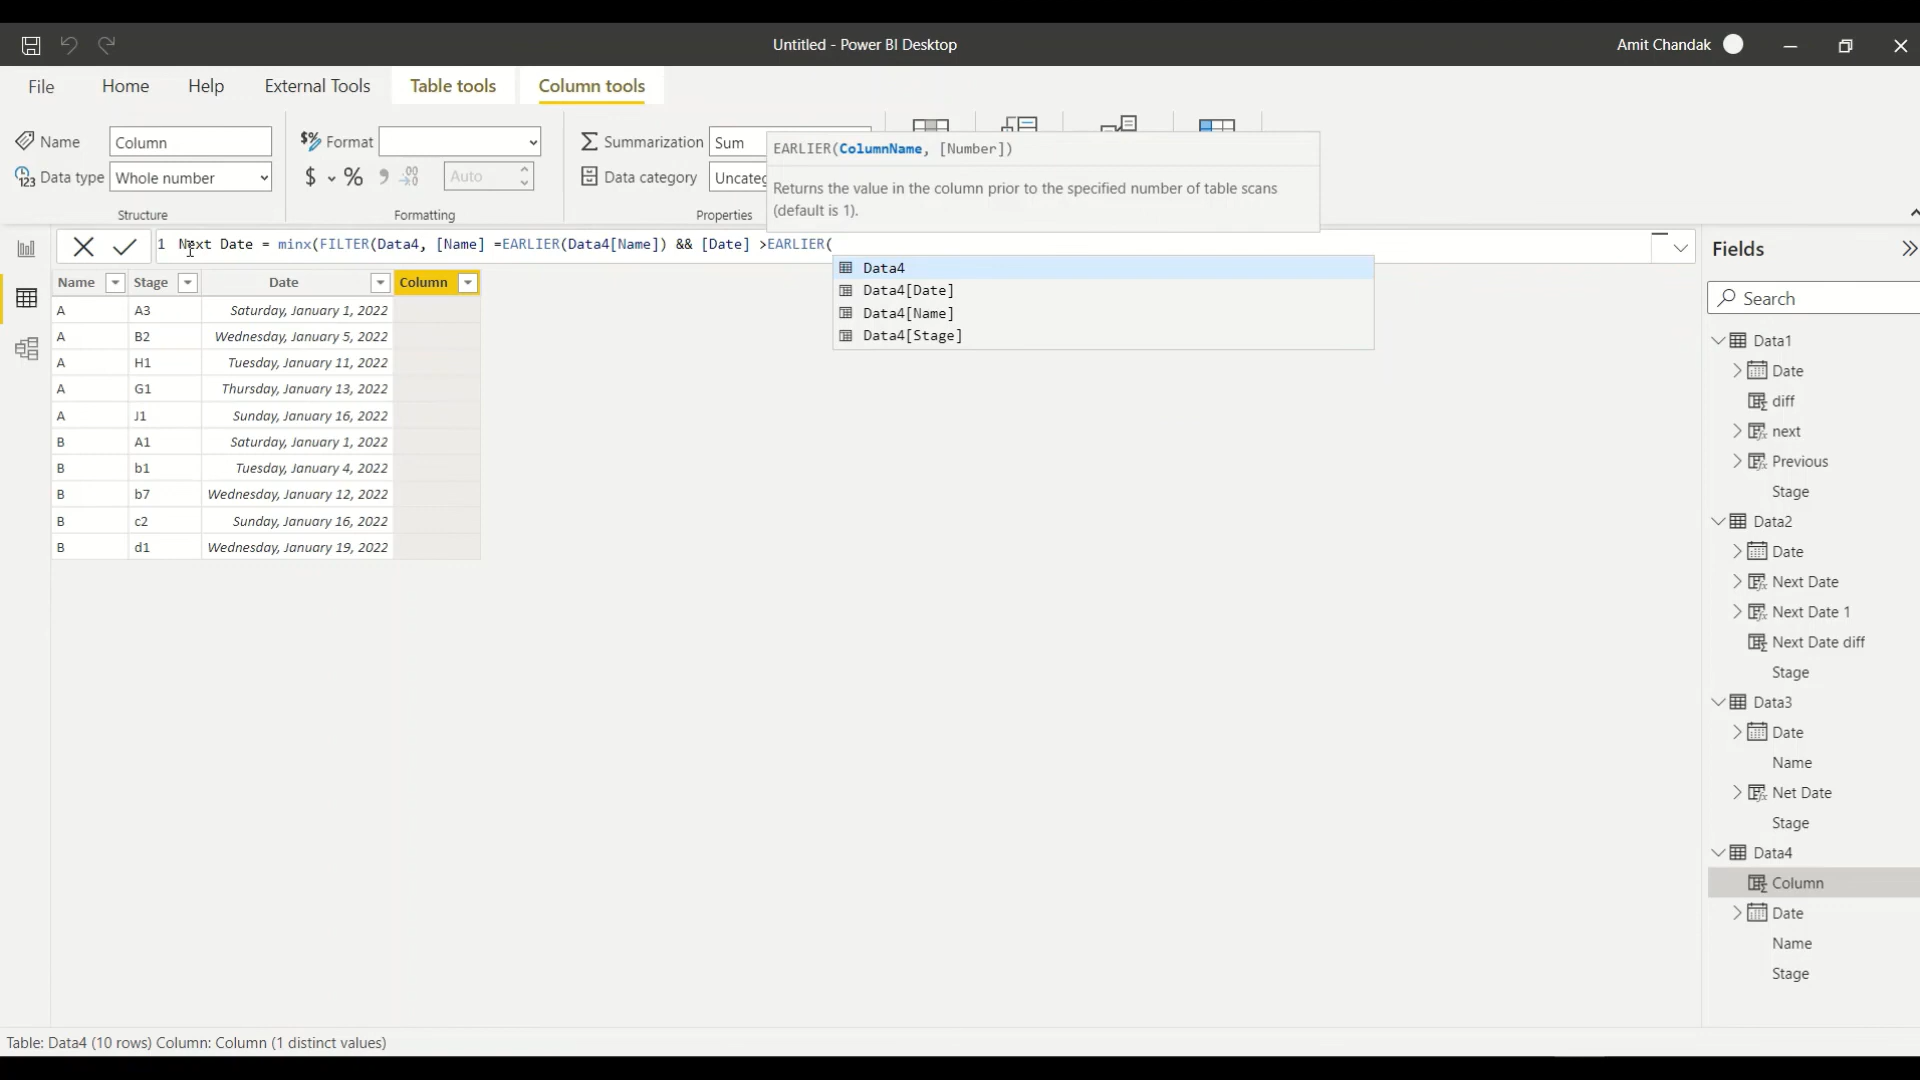 Untitled - Power BI Desktop
Amit Chandak
File Home Help External Tools Table tools Column tools
Name Column
Format
Summarization Sum
Data type Whole number
$ % Auto
Data category Uncateg
Structure
Formatting
Properties
EARLIER(ColumnName, [Number])
Returns the value in the column prior to the specified number of table scans
(default is 1).
1 Next Date = minx(FILTER(Data4, [Name] =EARLIER(Data4[Name]) && [Date] >EARLIER(
Data4
Data4[Date]
Data4[Name]
Data4[Stage]
Name Stage Date Column
A A3 Saturday, January 1, 2022
A B2 Wednesday, January 5, 2022
A H1 Tuesday, January 11, 2022
A G1 Thursday, January 13, 2022
A J1 Sunday, January 16, 2022
B A1 Saturday, January 1, 2022
B b1 Tuesday, January 4, 2022
B b7 Wednesday, January 12, 2022
B c2 Sunday, January 16, 2022
B d1 Wednesday, January 19, 2022
Fields
Search
Data1
Date
diff
next
Previous
Stage
Data2
Date
Next Date
Next Date 1
Next Date diff
Stage
Data3
Date
Name
Net Date
Stage
Data4
Column
Date
Name
Stage
Table: Data4 (10 rows) Column: Column (1 distinct values)